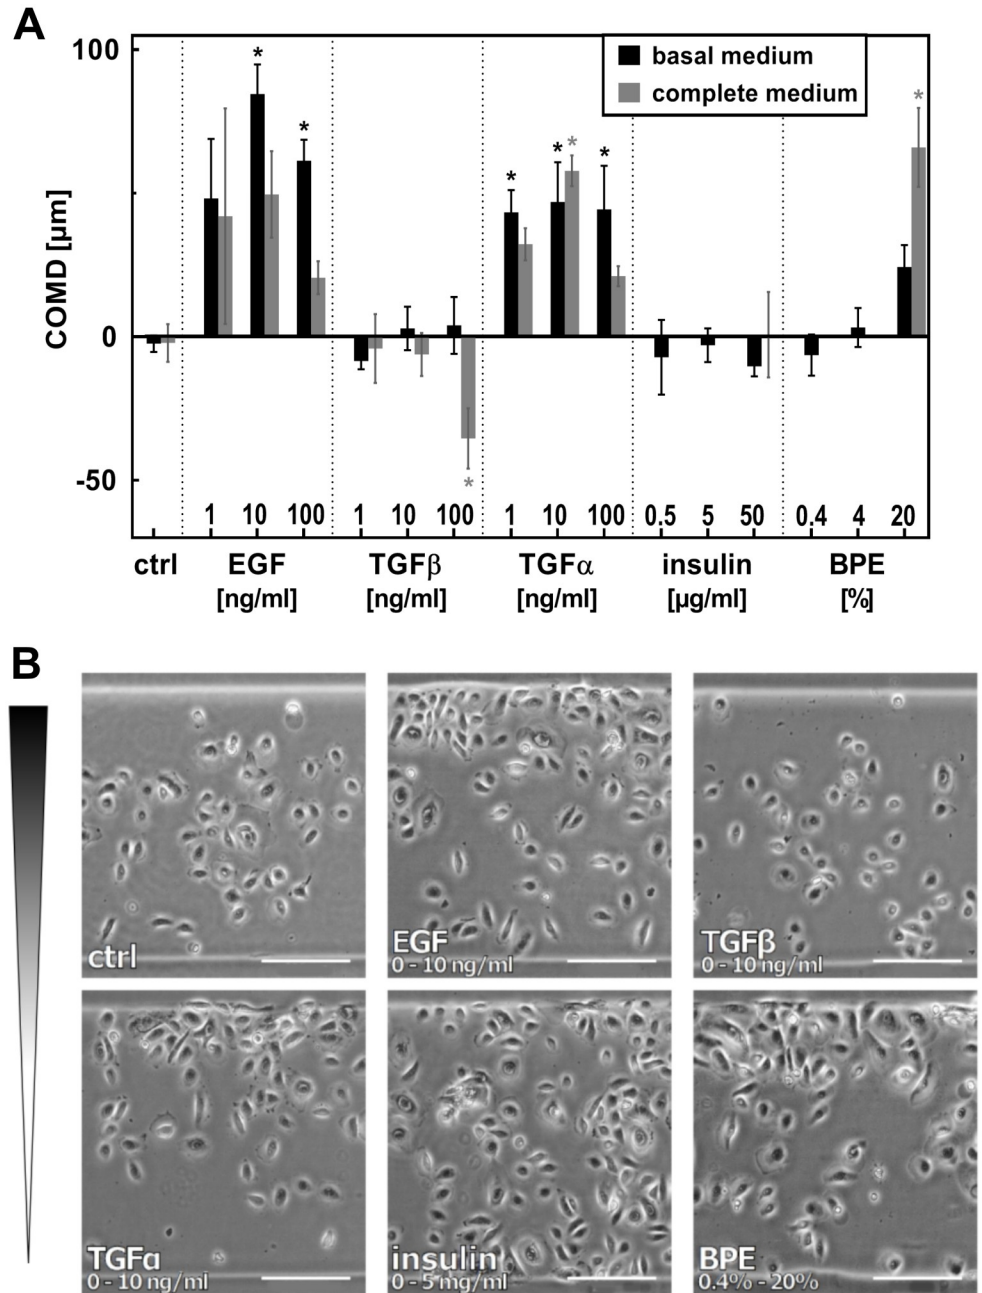 A
100
0
-50
COMD [µm]
basal medium
complete medium
* * * * * * * * *
1 10 100 1 10 100 1 10 100 0.5 5 50 0.4 4 20
ctrl EGF TGFβ TGFα insulin BPE
[ng/ml] [ng/ml] [ng/ml] [µg/ml] [%]
B
ctrl
EGF
0 - 10 ng/ml
TGFβ
0 - 10 ng/ml
TGFα
0 - 10 ng/ml
insulin
0 - 5 mg/ml
BPE
0.4% - 20%